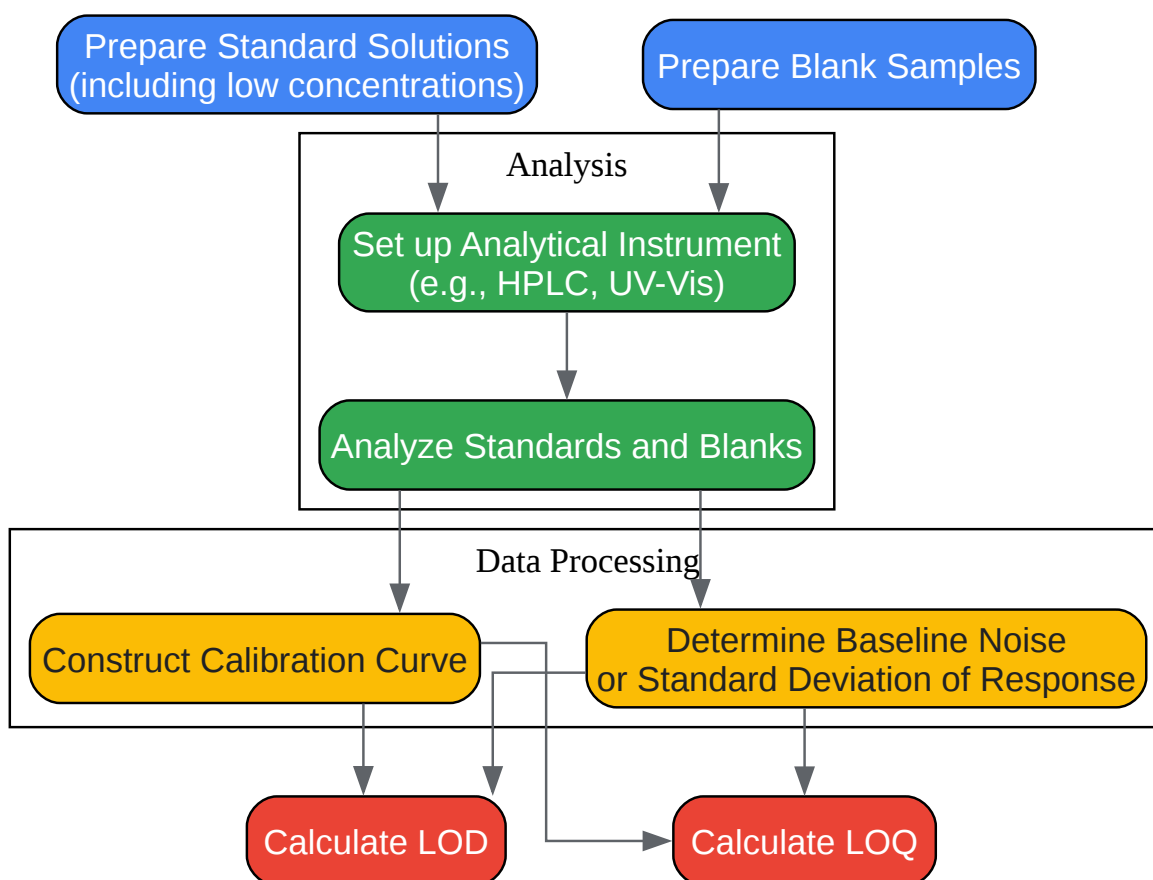 Prepare Standard Solutions
(including low concentrations)
Prepare Blank Samples
Analysis
Set up Analytical Instrument
(e.g., HPLC, UV-Vis)
Analyze Standards and Blanks
Data Processing
Construct Calibration Curve
Determine Baseline Noise
or Standard Deviation of Response
Calculate LOD
Calculate LOQ